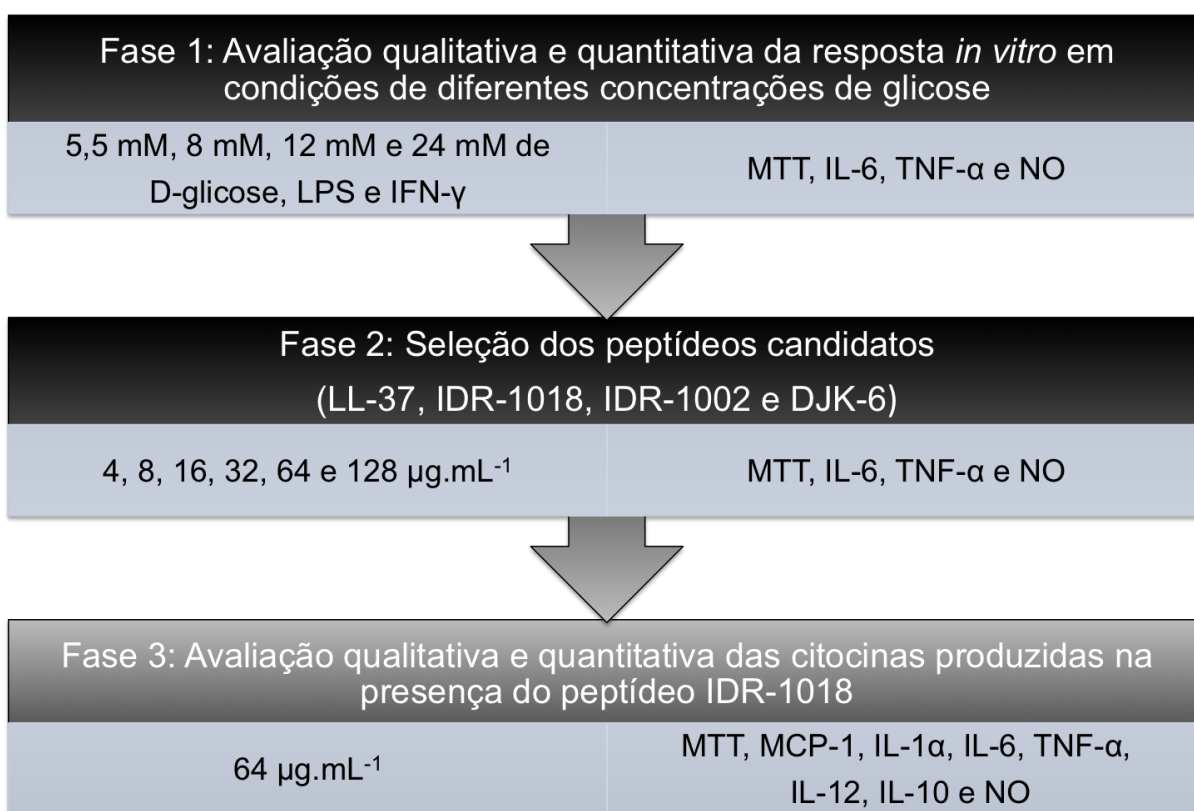 Fase 1: Avaliação qualitativa e quantitativa da resposta in vitro em
condições de diferentes concentrações de glicose
5,5 mM, 8 mM, 12 mM e 24 mM de
D-glicose, LPS e IFN-γ
MTT, IL-6, TNF-α e NO
Fase 2: Seleção dos peptídeos candidatos
(LL-37, IDR-1018, IDR-1002 e DJK-6)
4, 8, 16, 32, 64 e 128 µg.mL⁻¹
MTT, IL-6, TNF-α e NO
Fase 3: Avaliação qualitativa e quantitativa das citocinas produzidas na
presença do peptídeo IDR-1018
64 µg.mL⁻¹
MTT, MCP-1, IL-1α, IL-6, TNF-α,
IL-12, IL-10 e NO